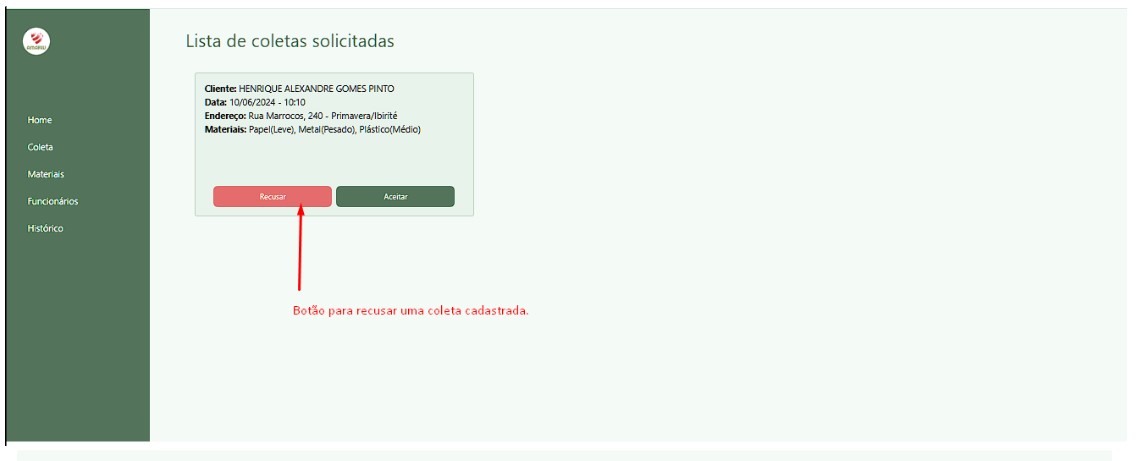 Lista de coletas solicitadas
Cliente: HENRIQUE ALEXANDRE GOMES PINTO
Data: 10/06/2024 - 10:10
Endereço: Rua Marrocos, 240 - Primavera/Ibirité
Materiais: Papel(Leve), Metal(Pesado), Plástico(Médio)
Recusar
Aceitar
Home
Coleta
Materiais
Funcionários
Histórico
Botão para recusar uma coleta cadastrada.